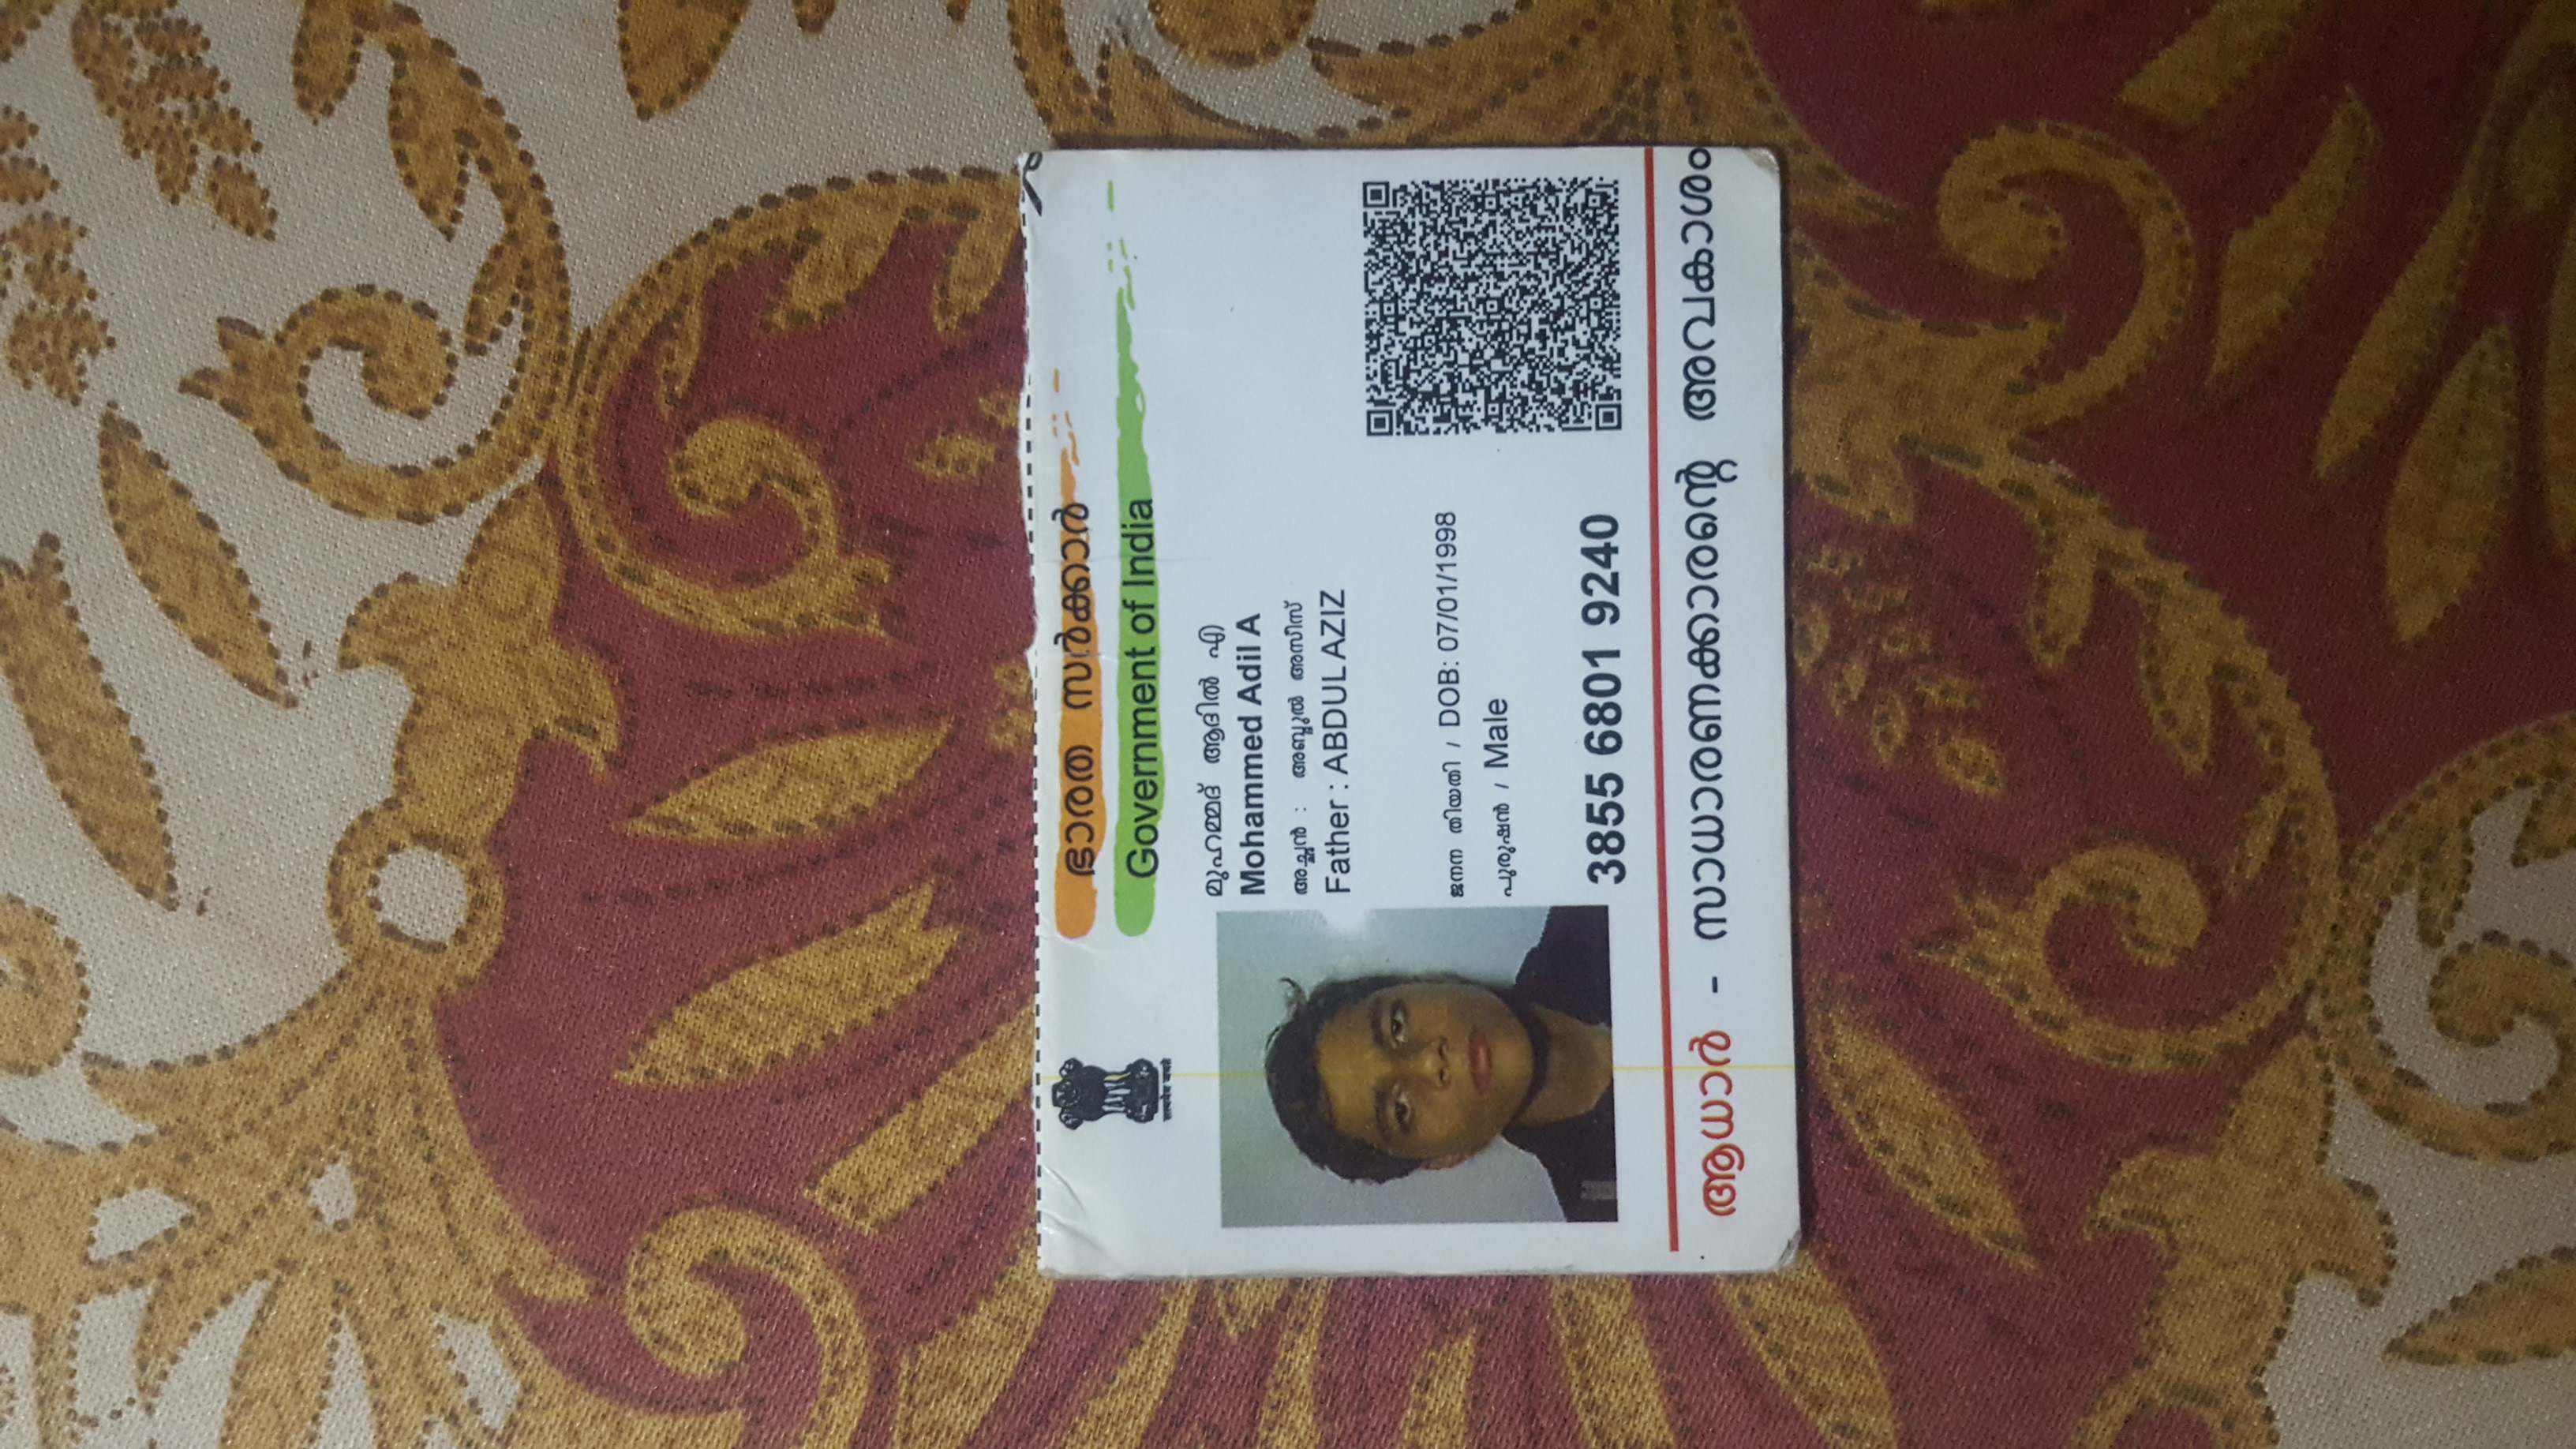 ഭാരത സർക്കാർ
Government of India
सत्यमेव जयते
മുഹമ്മദ് ആദിൽ എ
Mohammed Adil A
അച്ഛൻ : അബ്ദുൽ അസീസ്
Father : ABDUL AZIZ
ജനന തിയതി / DOB: 07/01/1998
പുരുഷൻ / Male
3855 6801 9240
ആധാർ - സാധാരണക്കാരന്റെ അവകാശം